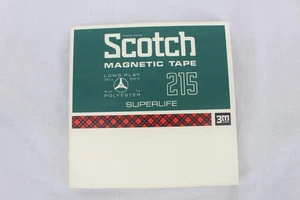 Scotch
MAGNETIC TAPE
LONG PLAY
215
POLYESTER
SUPERLIFE
3M